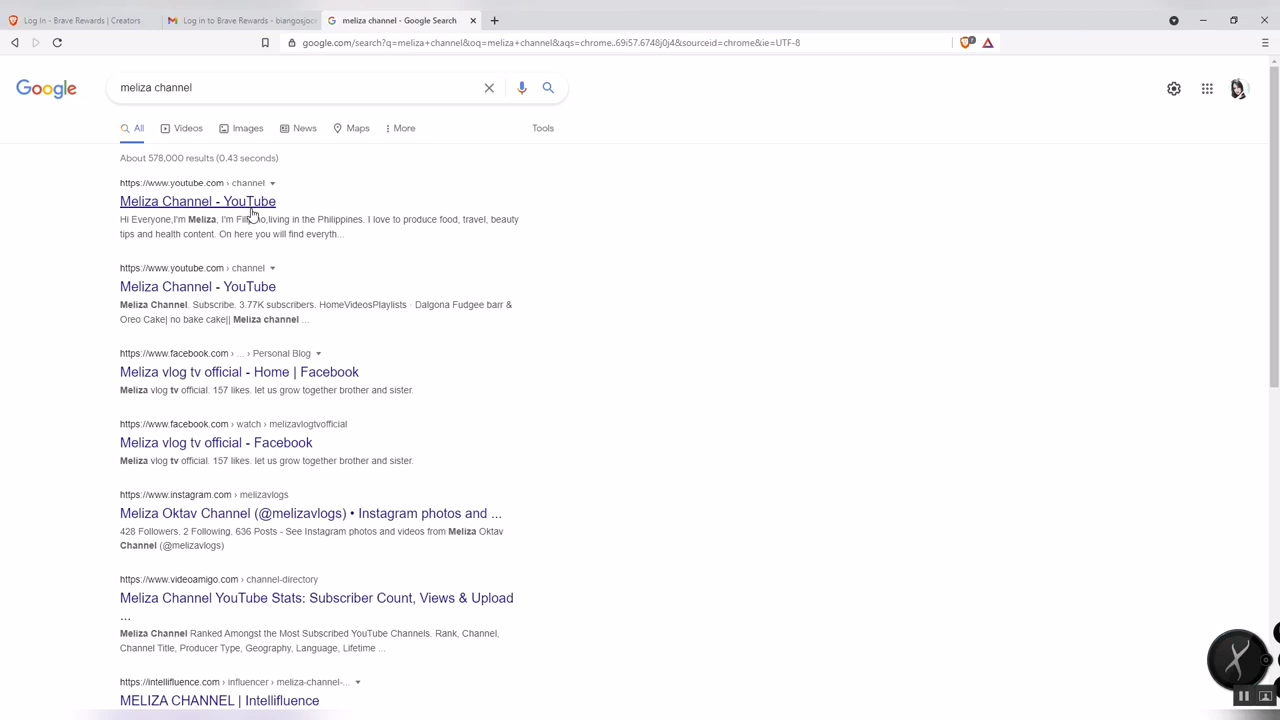 Log In - Brave Rewards | Creators
Log in to Brave Rewards - biangosjoc
meliza channel - Google Search
google.com/search?q=meliza+channel&oq=meliza+channel&aqs=chrome..69i57.6748j0j4&sourceid=chrome&ie=UTF-8
Google
meliza channel
All
Videos
Images
News
Maps
More
Tools
About 578,000 results (0.43 seconds)
https://www.youtube.com › channel
Meliza Channel - YouTube
Hi Everyone,I'm Meliza, I'm living in the Philippines. I love to produce food, travel, beauty
tips and health content. On here you will find everyth...
https://www.youtube.com › channel
Meliza Channel - YouTube
Meliza Channel. Subscribe. 3.77K subscribers. HomeVideosPlaylists · Dalgona Fudgee barr &
Oreo Cake| no bake cake|| Meliza channel ...
https://www.facebook.com › ... › Personal Blog
Meliza vlog tv official - Home | Facebook
Meliza vlog tv official. 157 likes. let us grow together brother and sister.
https://www.facebook.com › watch › melizavlogtvofficial
Meliza vlog tv official - Facebook
Meliza vlog tv official. 157 likes. let us grow together brother and sister.
https://www.instagram.com › melizavlogs
Meliza Oktav Channel (@melizavlogs) • Instagram photos and ...
428 Followers, 2 Following, 636 Posts - See Instagram photos and videos from Meliza Oktav
Channel (@melizavlogs)
https://www.videoamigo.com › channel-directory
Meliza Channel YouTube Stats: Subscriber Count, Views & Upload
...
Meliza Channel Ranked Amongst the Most Subscribed YouTube Channels. Rank, Channel,
Channel Title, Producer Type, Geography, Language, Lifetime ...
https://intellifluence.com › influencer › meliza-channel-...
MELIZA CHANNEL | Intellifluence